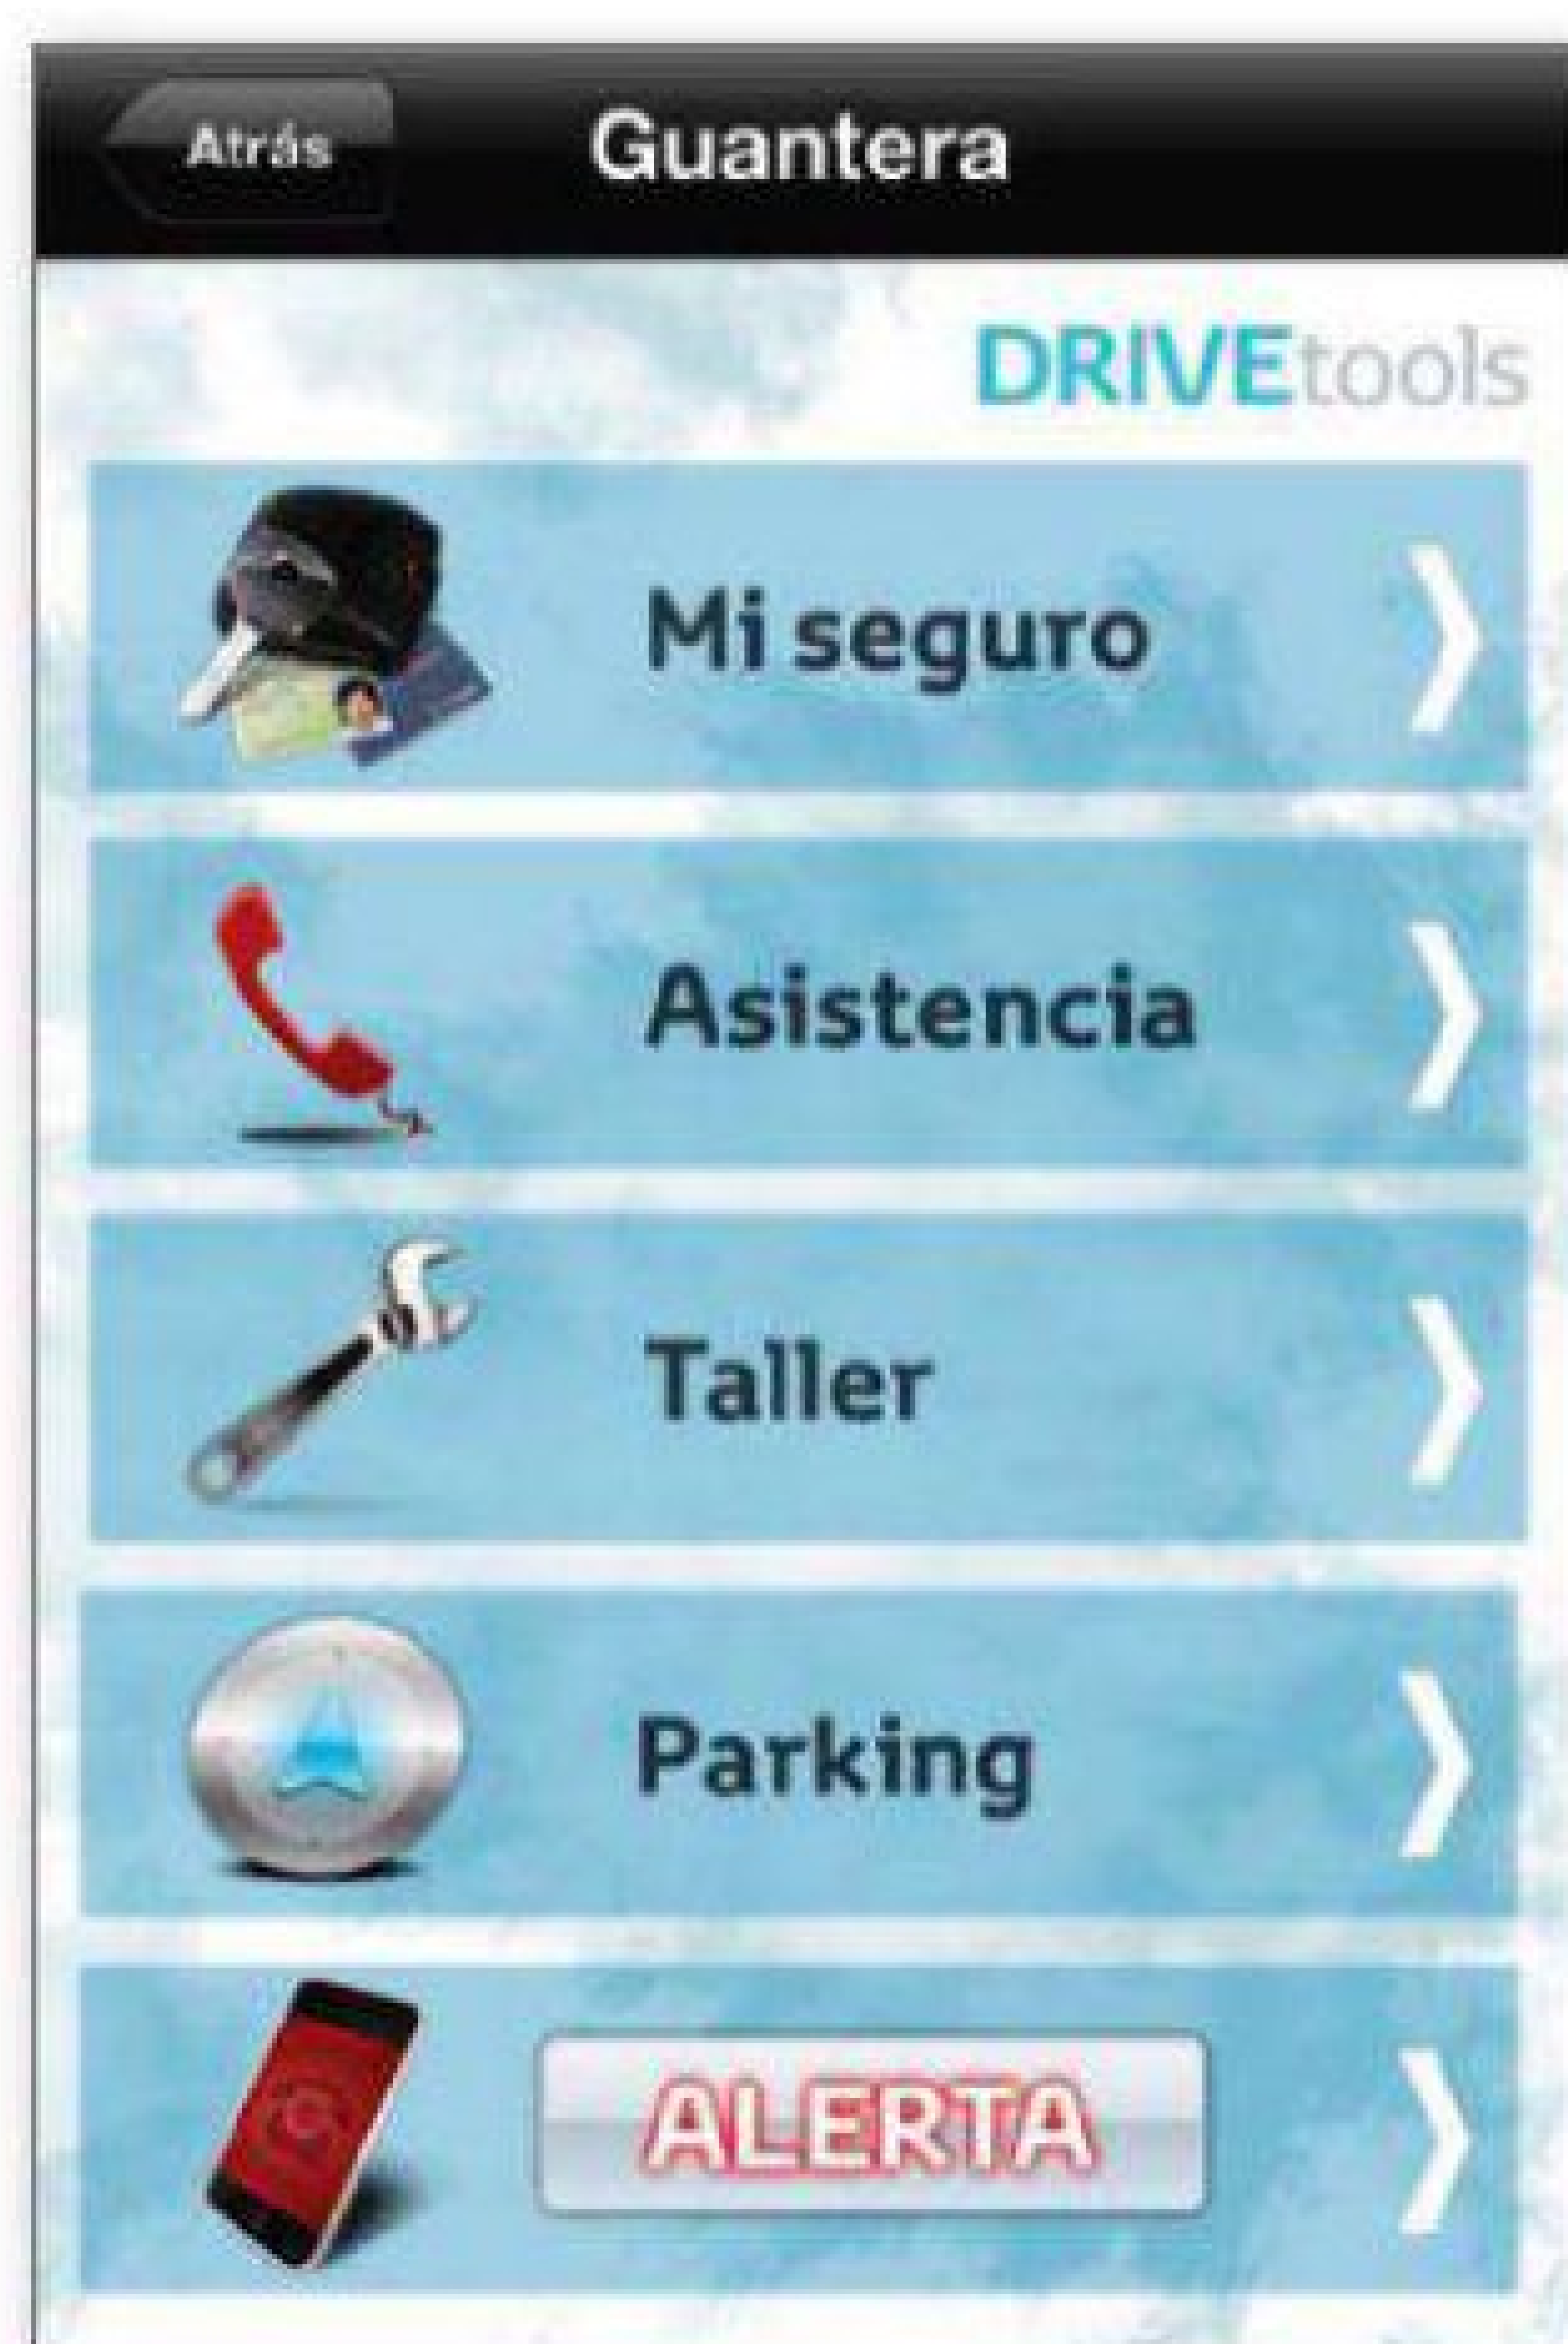 Atrás
Guantera
DRIVEtools
Mi seguro
Asistencia
Taller
Parking
ALERTA